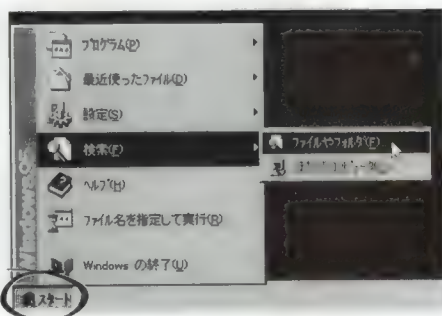 プログラム(P)
最近使ったファイル(D)
設定(S)
検索(F)
ファイルやフォルダ(F)
ヘルプ(H)
ファイル名を指定して実行(R)
Windows の終了(U)
Windows95
スタート